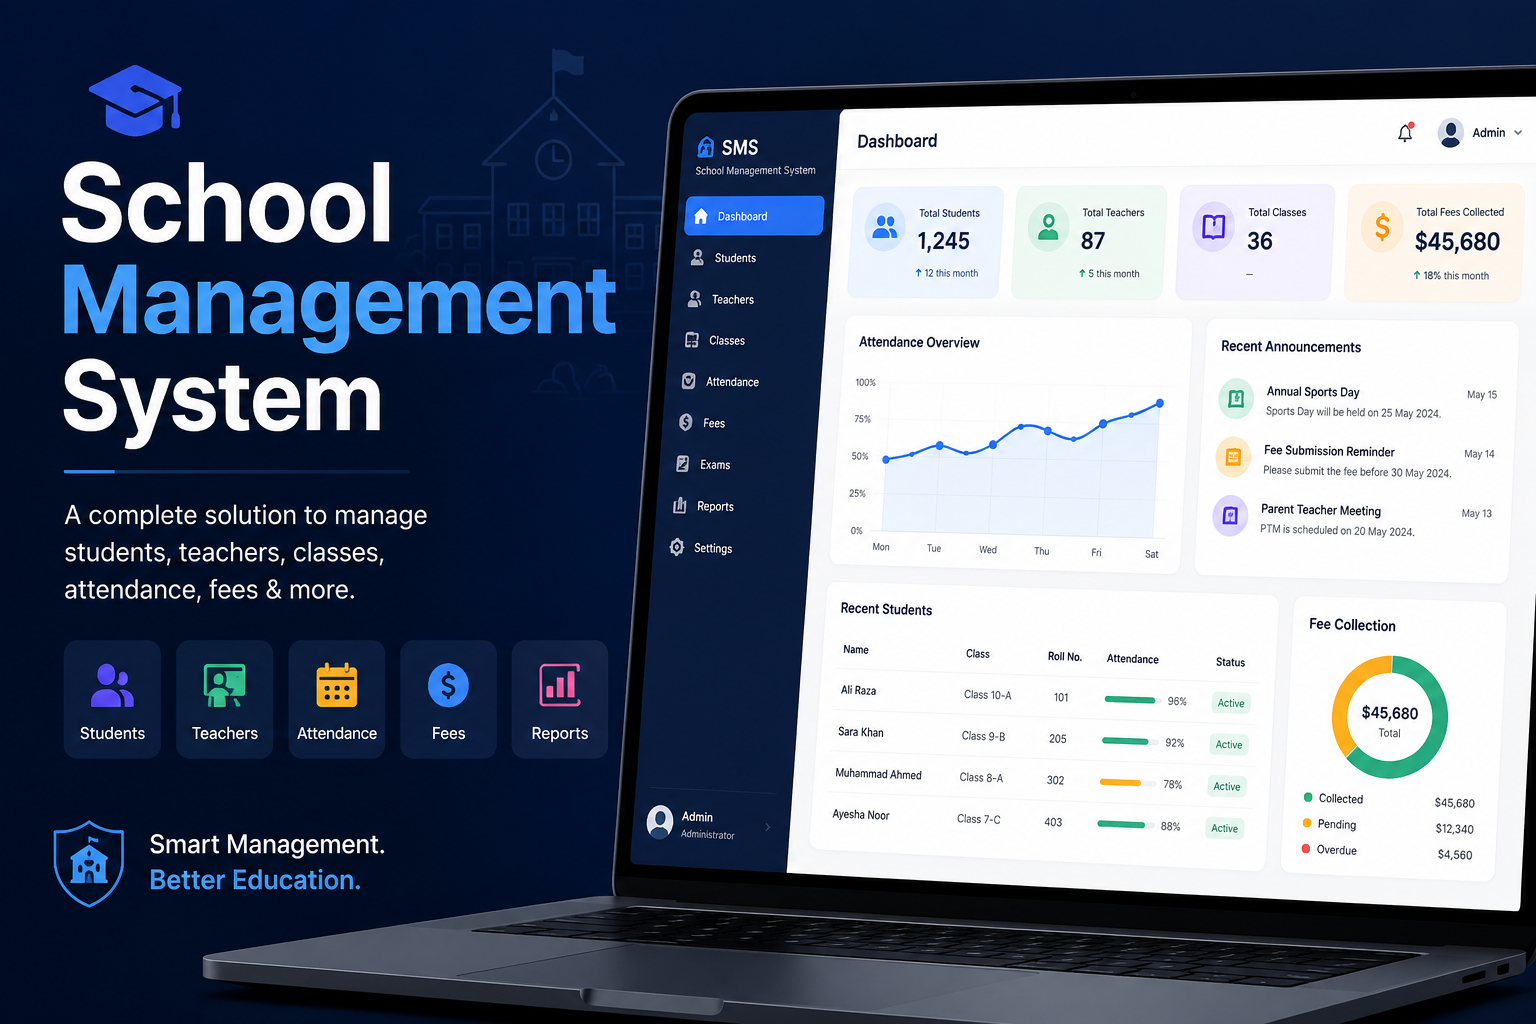 School
Management
System
A complete solution to manage
students, teachers, classes,
attendance, fees & more.
Students
Teachers
Attendance
Fees
Reports
Smart Management.
Better Education.
SMS
School Management System
Dashboard
Students
Teachers
Classes
Attendance
Fees
Exams
Reports
Settings
Admin
Administrator
Dashboard
Admin
Total Students
1,245
↑ 12 this month
Total Teachers
87
↑ 5 this month
Total Classes
36
–
Total Fees Collected
$45,680
↑ 18% this month
Attendance Overview
100%
75%
50%
25%
0%
Mon Tue Wed Thu Fri Sat
Recent Announcements
Annual Sports Day May 15
Sports Day will be held on 25 May 2024.
Fee Submission Reminder May 14
Please submit the fee before 30 May 2024.
Parent Teacher Meeting May 13
PTM is scheduled on 20 May 2024.
Recent Students
Name Class Roll No. Attendance Status
Ali Raza Class 10-A 101 96% Active
Sara Khan Class 9-B 205 92% Active
Muhammad Ahmed Class 8-A 302 78% Active
Ayesha Noor Class 7-C 403 88% Active
Fee Collection
$45,680
Total
Collected $45,680
Pending $12,340
Overdue $4,560